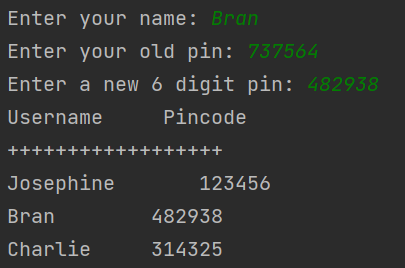 Enter your name: Bran
Enter your old pin: 737564
Enter a new 6 digit pin: 482938
Username     Pincode
++++++++++++++++++
Josephine       123456
Bran        482938
Charlie     314325